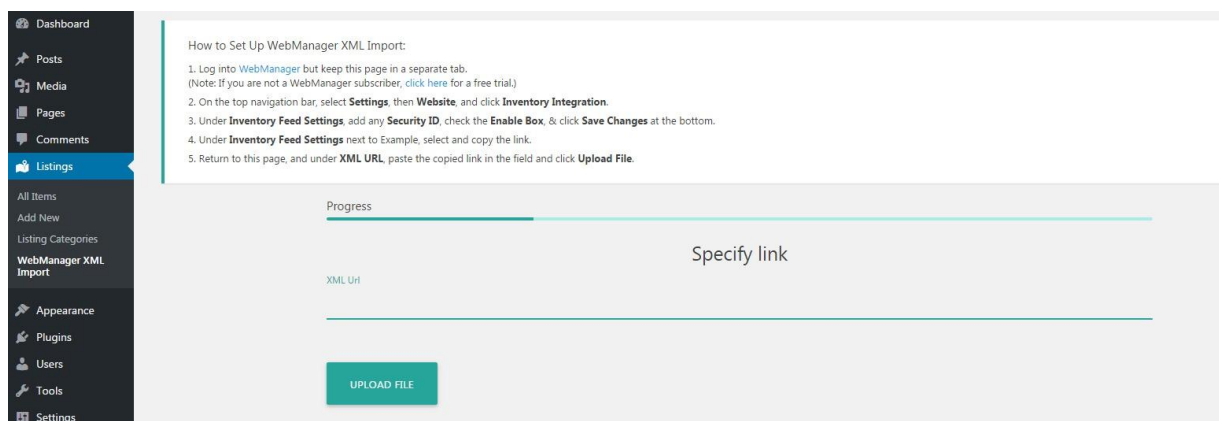 Dashboard
Posts
Media
Pages
Comments
Listings
All Items
Add New
Listing Categories
WebManager XML
Import
Appearance
Plugins
Users
Tools
Settings
How to Set Up WebManager XML Import:
1. Log into WebManager but keep this page in a separate tab.
(Note: If you are not a WebManager subscriber, click here for a free trial.)
2. On the top navigation bar, select Settings, then Website, and click Inventory Integration.
3. Under Inventory Feed Settings, add any Security ID, check the Enable Box, & click Save Changes at the bottom.
4. Under Inventory Feed Settings next to Example, select and copy the link.
5. Return to this page, and under XML URL, paste the copied link in the field and click Upload File.
Progress
Specify link
XML Url
UPLOAD FILE